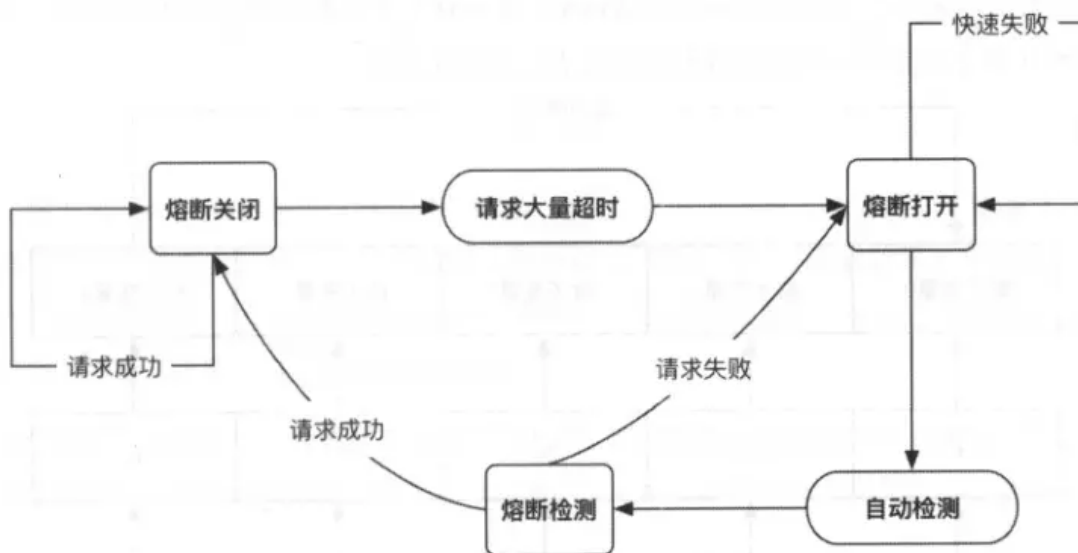 快速失败
熔断关闭
请求大量超时
熔断打开
请求成功
请求失败
请求成功
熔断检测
自动检测